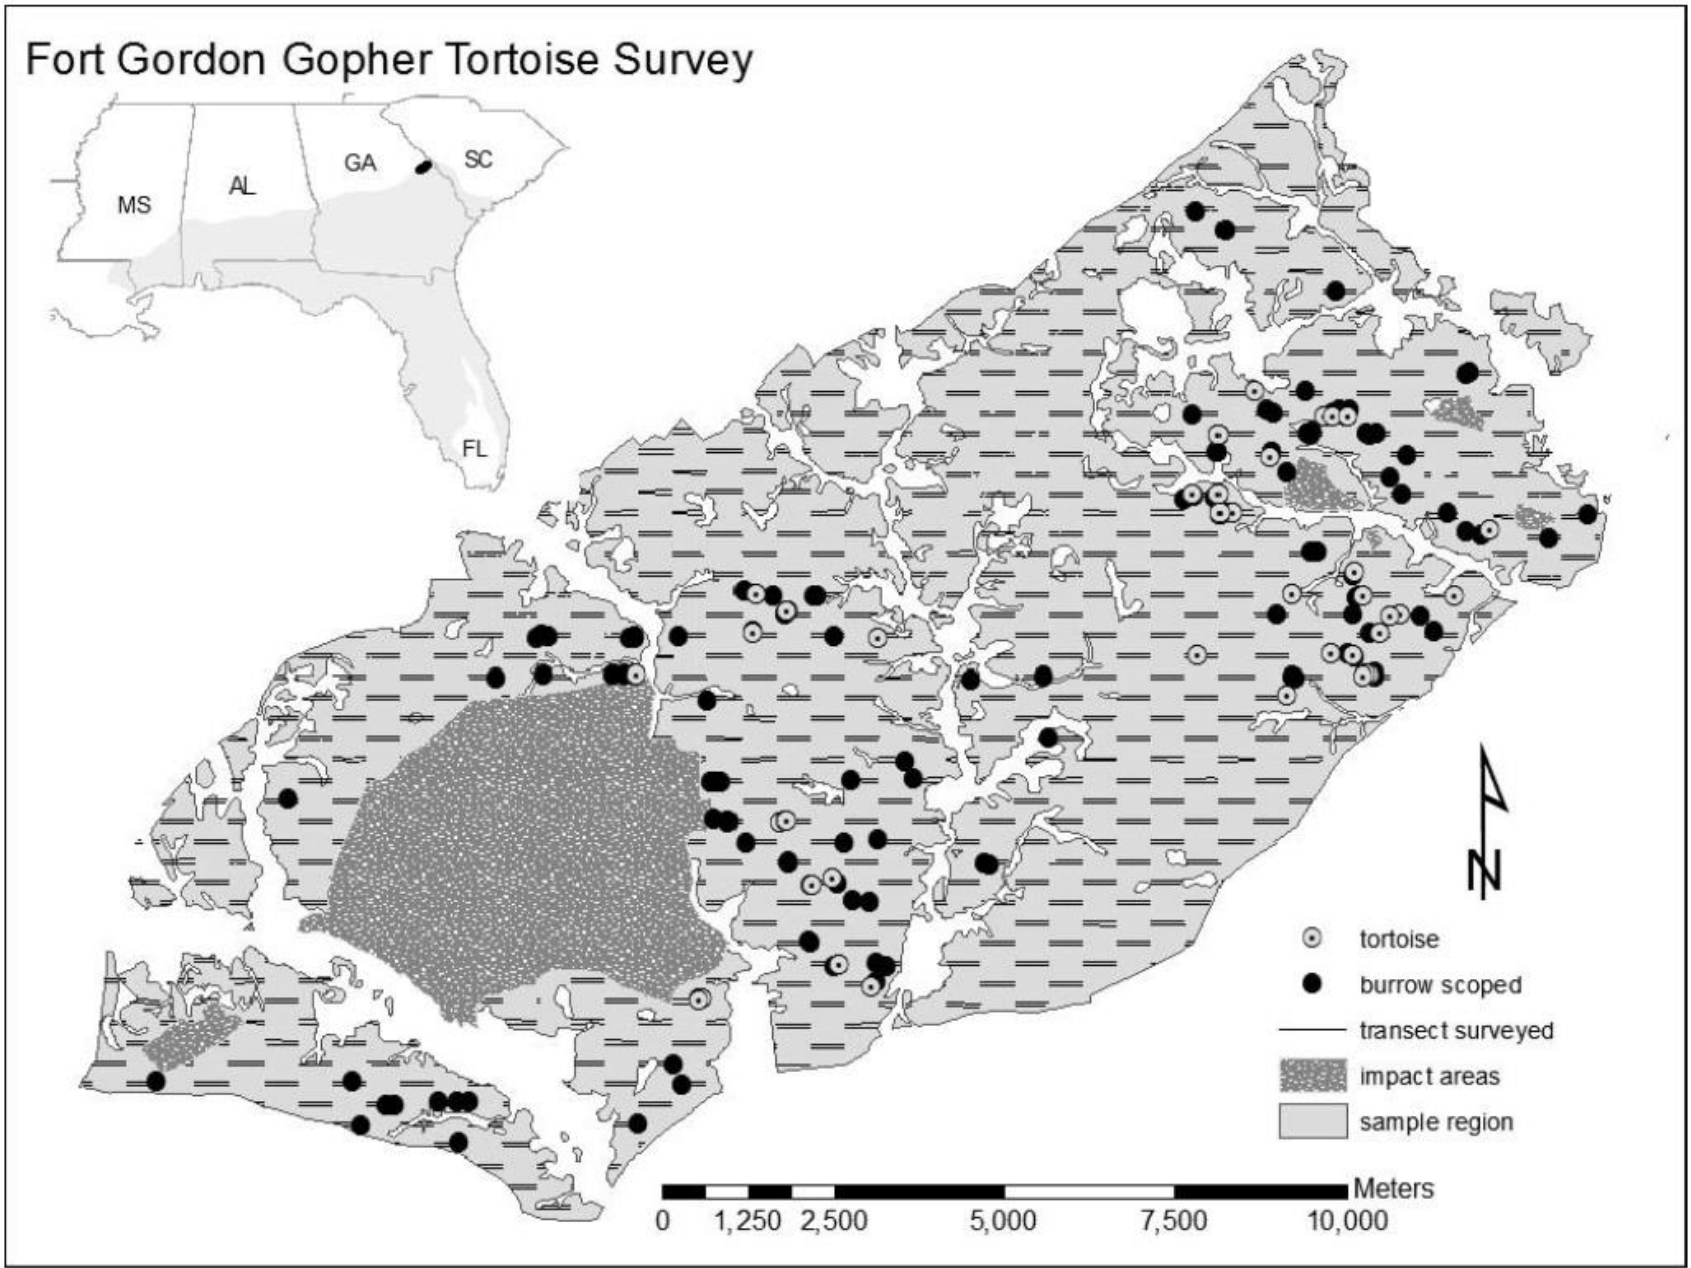 Fort Gordon Gopher Tortoise Survey
MS
AL
GA
SC
FL
N
tortoise
burrow scoped
transect surveyed
impact areas
sample region
Meters
0 1,250 2,500 5,000 7,500 10,000